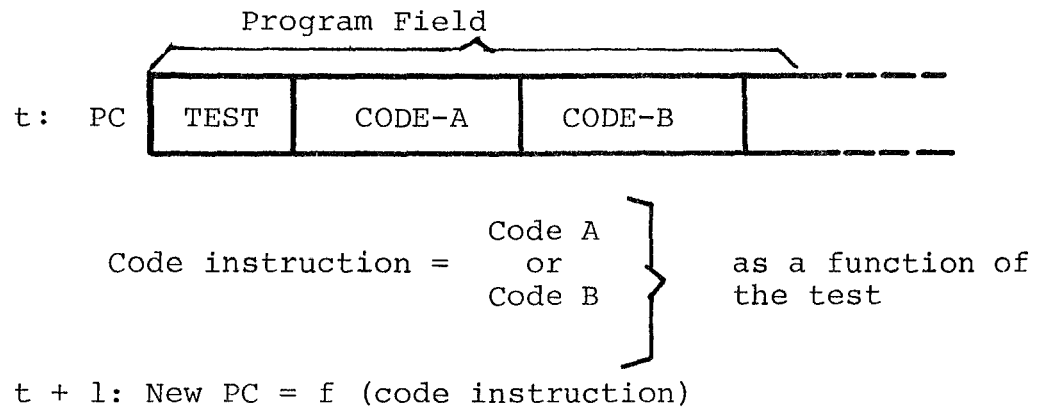 Program Field
t: PC TEST CODE-A CODE-B
Code A
Code instruction = or as a function of
Code B the test
t + 1: New PC = f (code instruction)